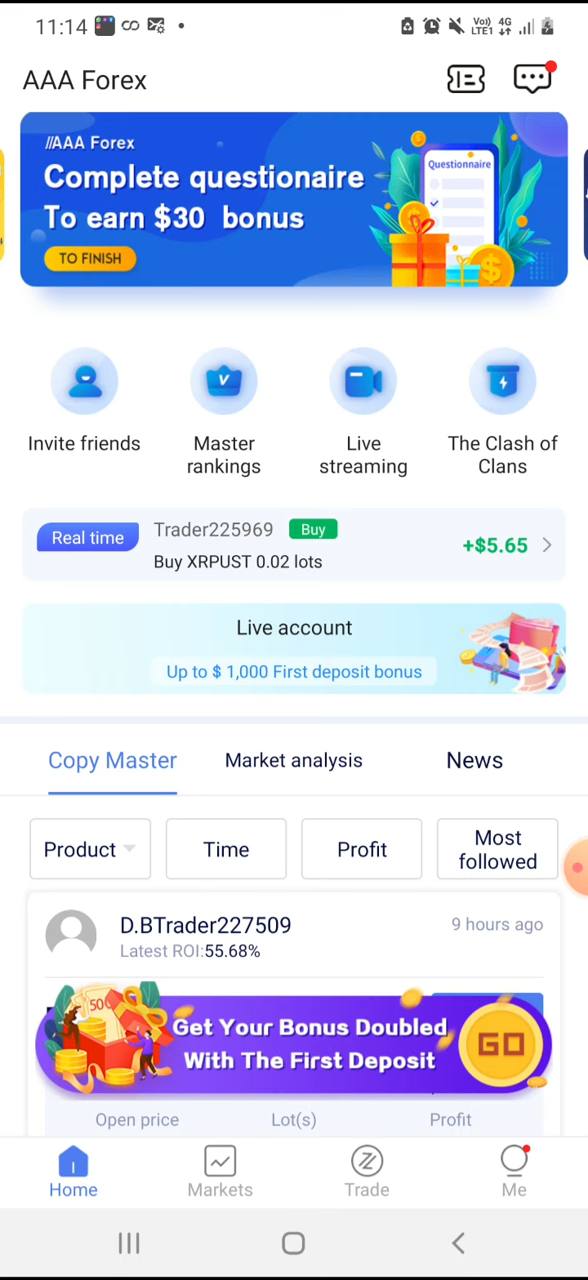 11:14
Vo)) 4G
LTE1
AAA Forex
//AAA Forex
Complete questionaire
To earn $30 bonus
TO FINISH
Questionnaire
Invite friends
Master
rankings
Live
streaming
The Clash of
Clans
Real time
Trader225969
Buy
Buy XRPUST 0.02 lots
+$5.65
Live account
Up to $ 1,000 First deposit bonus
Copy Master
Market analysis
News
Product
Time
Profit
Most
followed
D.BTrader227509
9 hours ago
Latest ROI:55.68%
500
Get Your Bonus Doubled
With The First Deposit
GO
Open price
Lot(s)
Profit
Home
Markets
Trade
Me